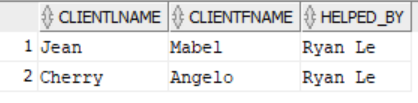 CLIENTLNAME CLIENTFNAME HELPED_BY
1 Jean Mabel Ryan Le
2 Cherry Angelo Ryan Le